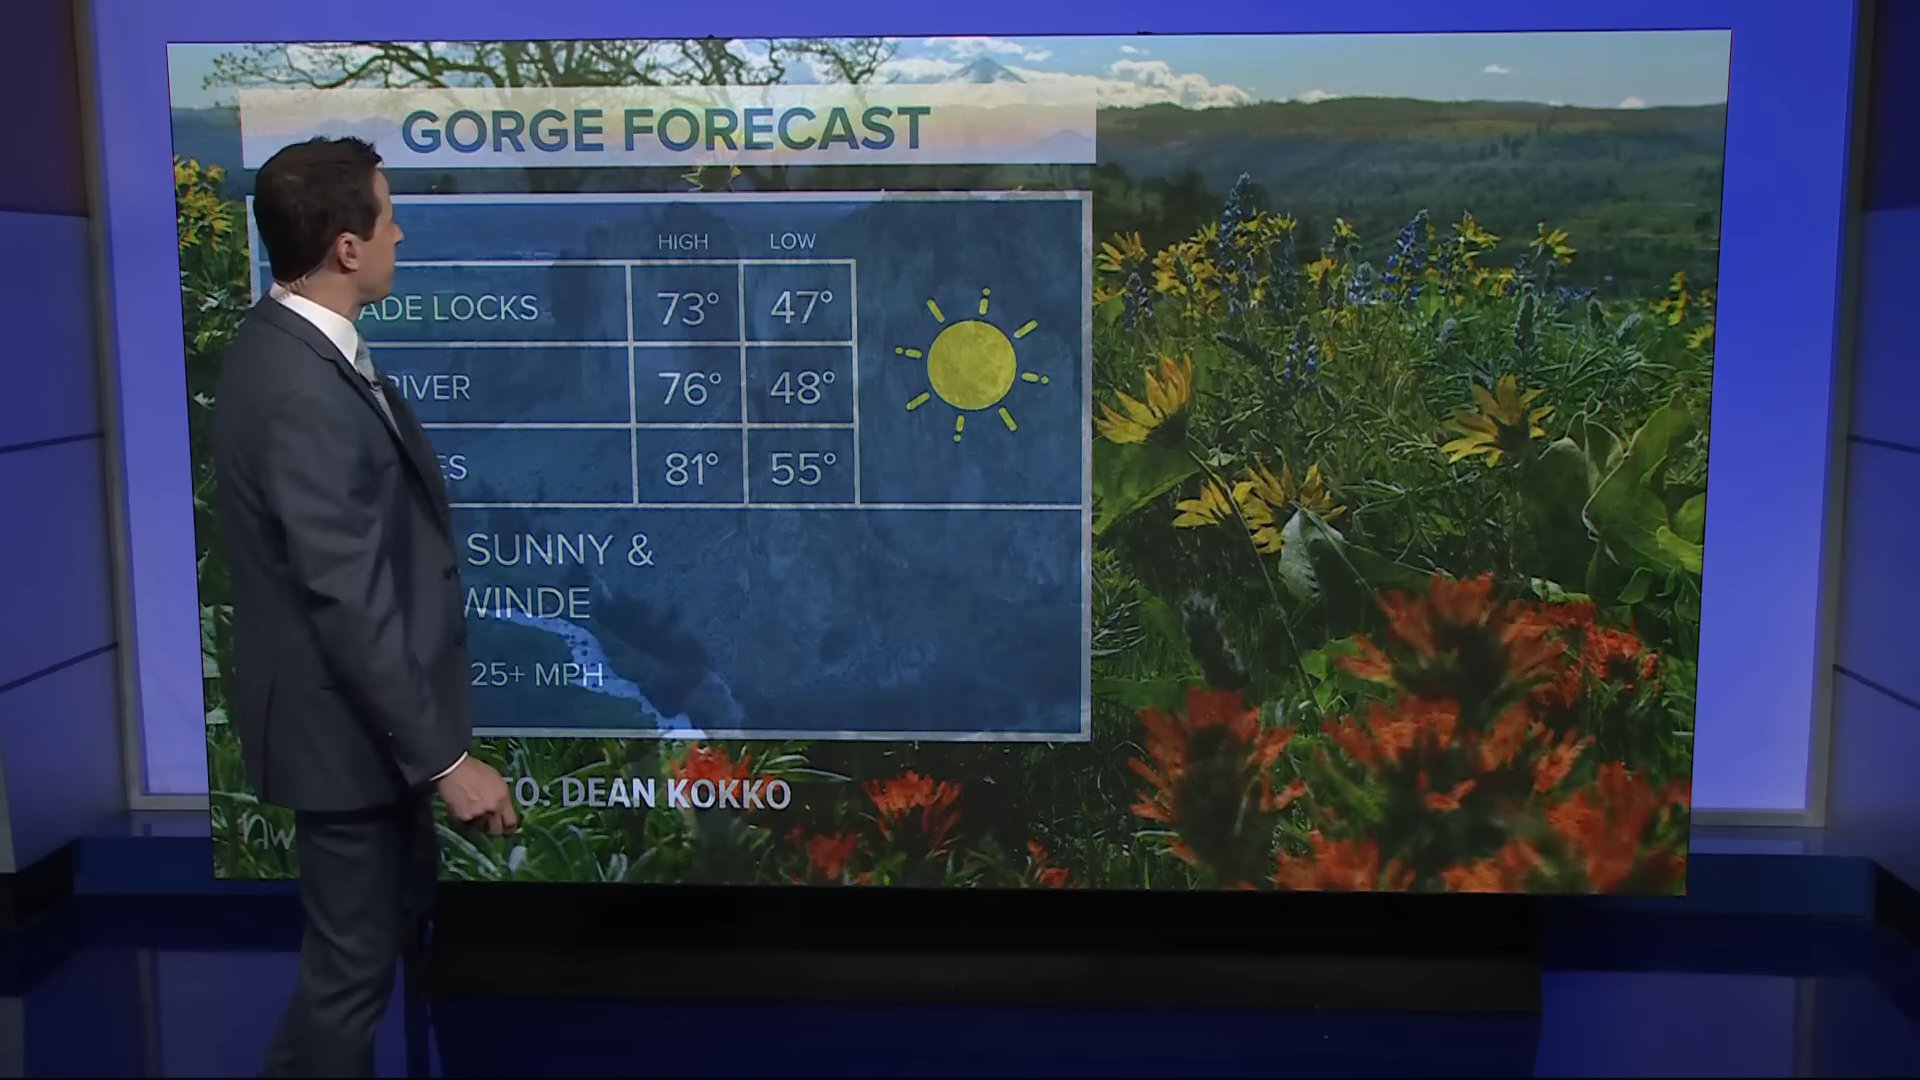 GORGE FORECAST
HIGH LOW
ADE LOCKS 73° 47°
RIVER 76° 48°
ES 81° 55°
SUNNY &
WINDE
25+ MPH
TO: DEAN KOKKO
nw